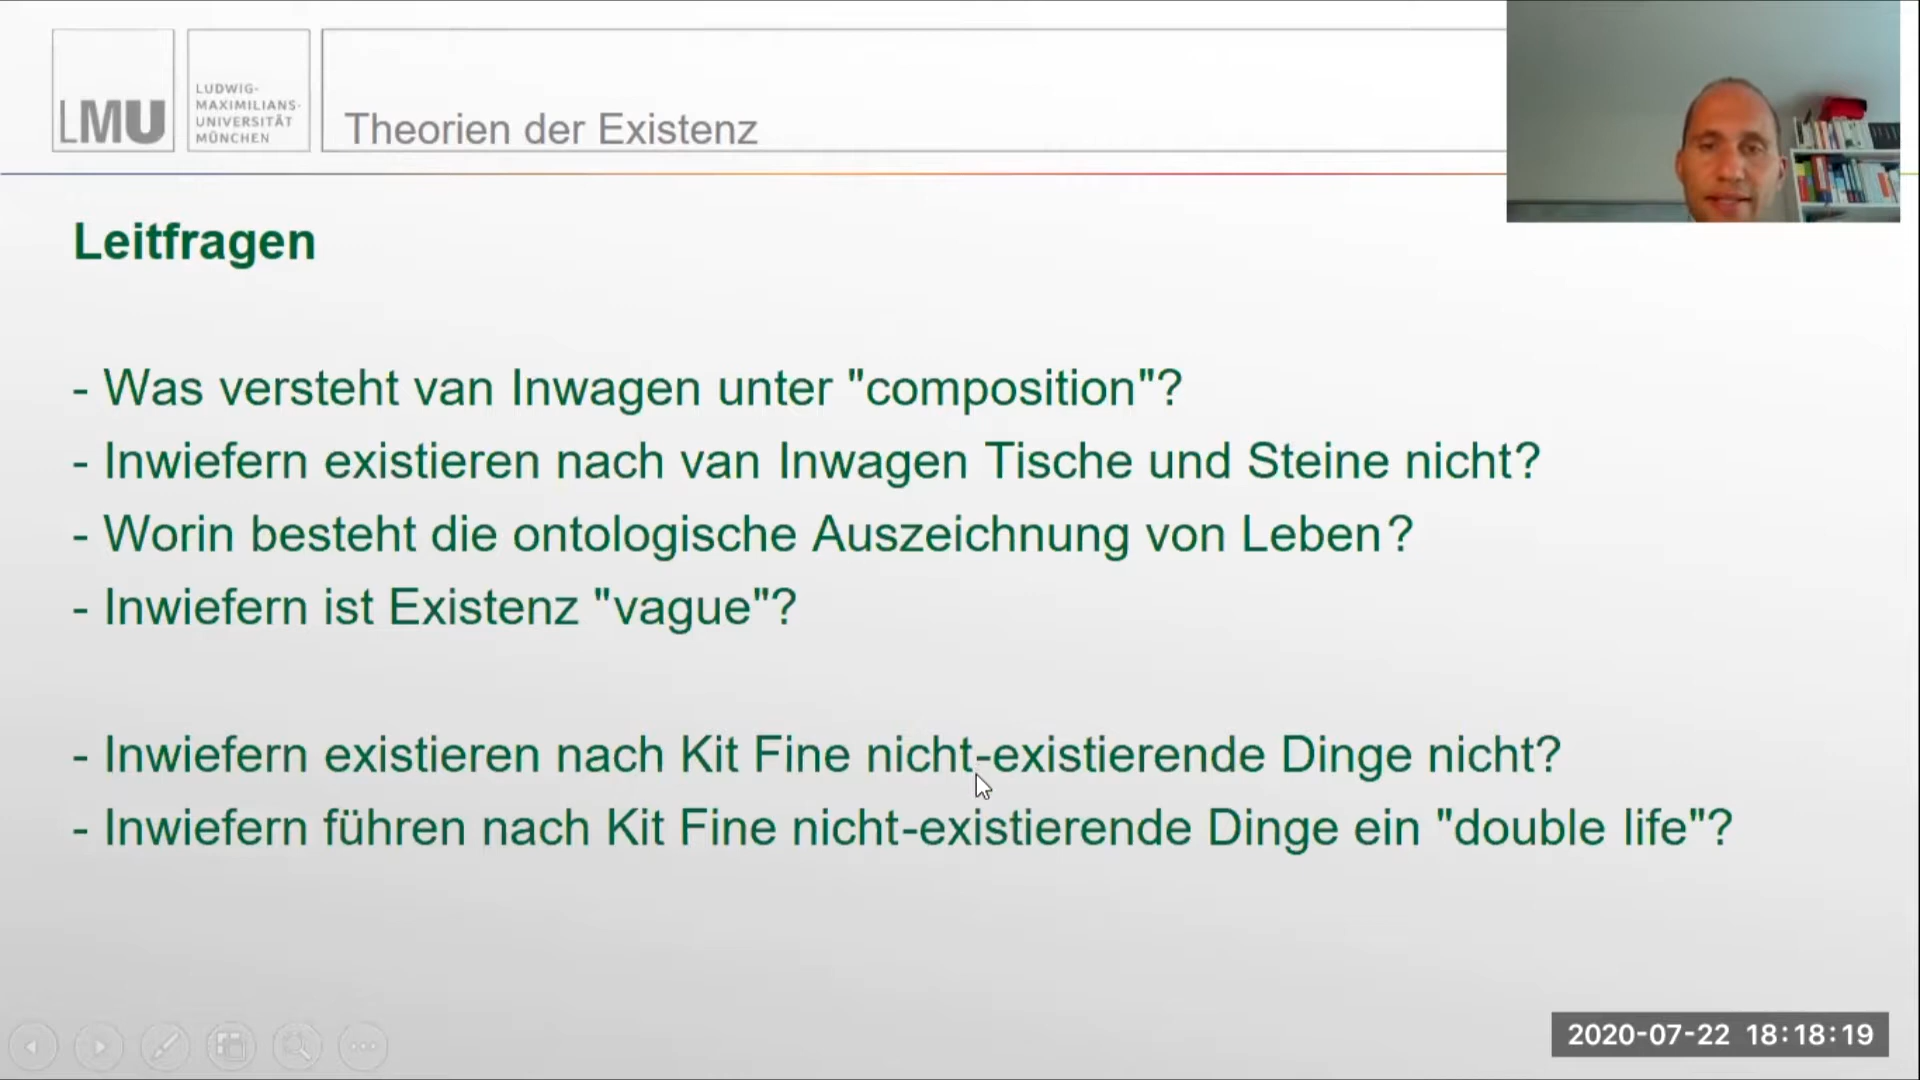 LMU
LUDWIG-
MAXIMILIANS-
UNIVERSITÄT
MÜNCHEN
Theorien der Existenz
Leitfragen
- Was versteht van Inwagen unter "composition"?
- Inwiefern existieren nach van Inwagen Tische und Steine nicht?
- Worin besteht die ontologische Auszeichnung von Leben?
- Inwiefern ist Existenz "vague"?
- Inwiefern existieren nach Kit Fine nicht-existierende Dinge nicht?
- Inwiefern führen nach Kit Fine nicht-existierende Dinge ein "double life"?
2020-07-22 18:18:19